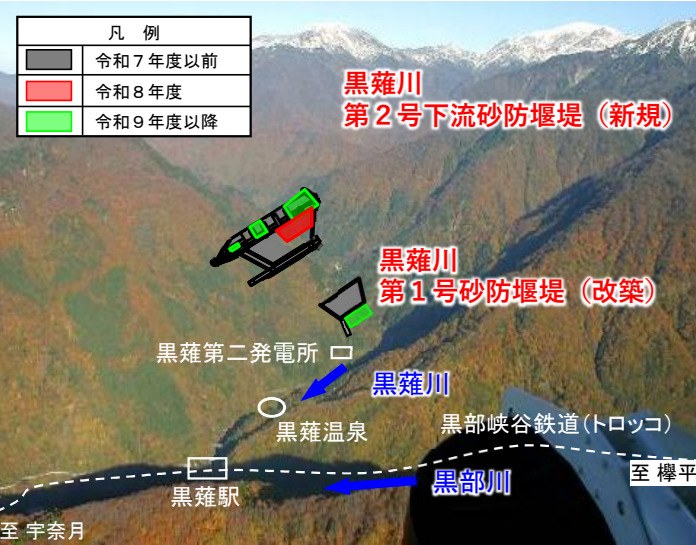 凡 例
令和７年度以前
令和８年度
令和９年度以降
黒薙川
第２号下流砂防堰堤（新規）
黒薙川
第１号砂防堰堤（改築）
黒薙第二発電所
黒薙川
黒薙温泉
黒部峡谷鉄道（トロッコ）
至 欅平
黒部川
黒薙駅
至 宇奈月